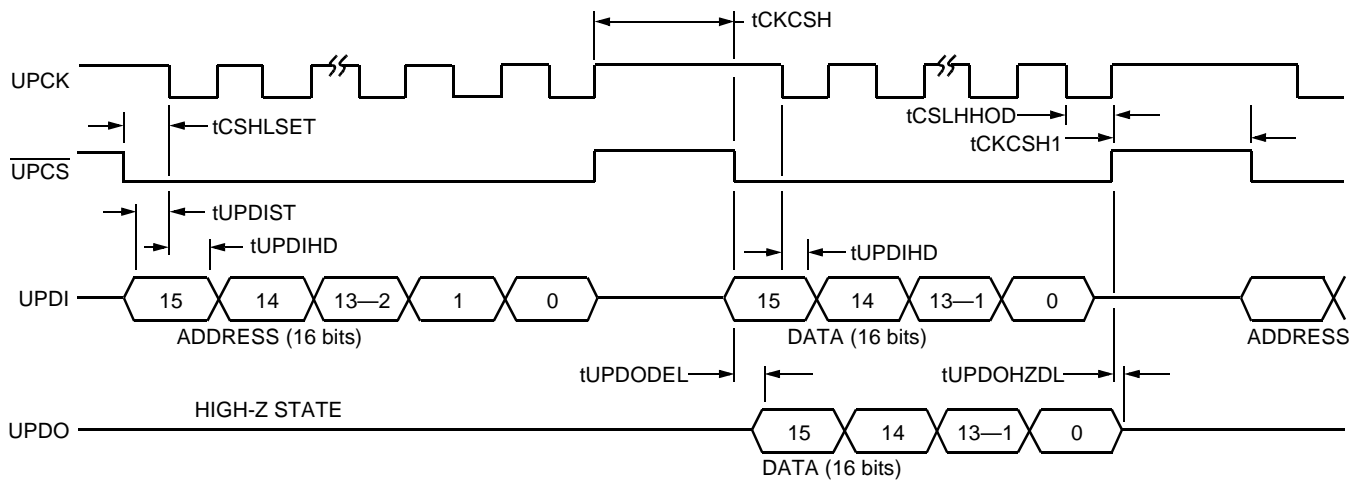 tCKCSH
UPCK
tCSHLSET
tCSLHHOD
tCKCSH1
UPCS
tUPDIST
tUPDIHD
tUPDIHD
UPDI
15 14 13—2 1 0
15 14 13—1 0
ADDRESS (16 bits)
DATA (16 bits)
ADDRESS
tUPDODEL
tUPDOHZDL
HIGH-Z STATE
UPDO
15 14 13—1 0
DATA (16 bits)